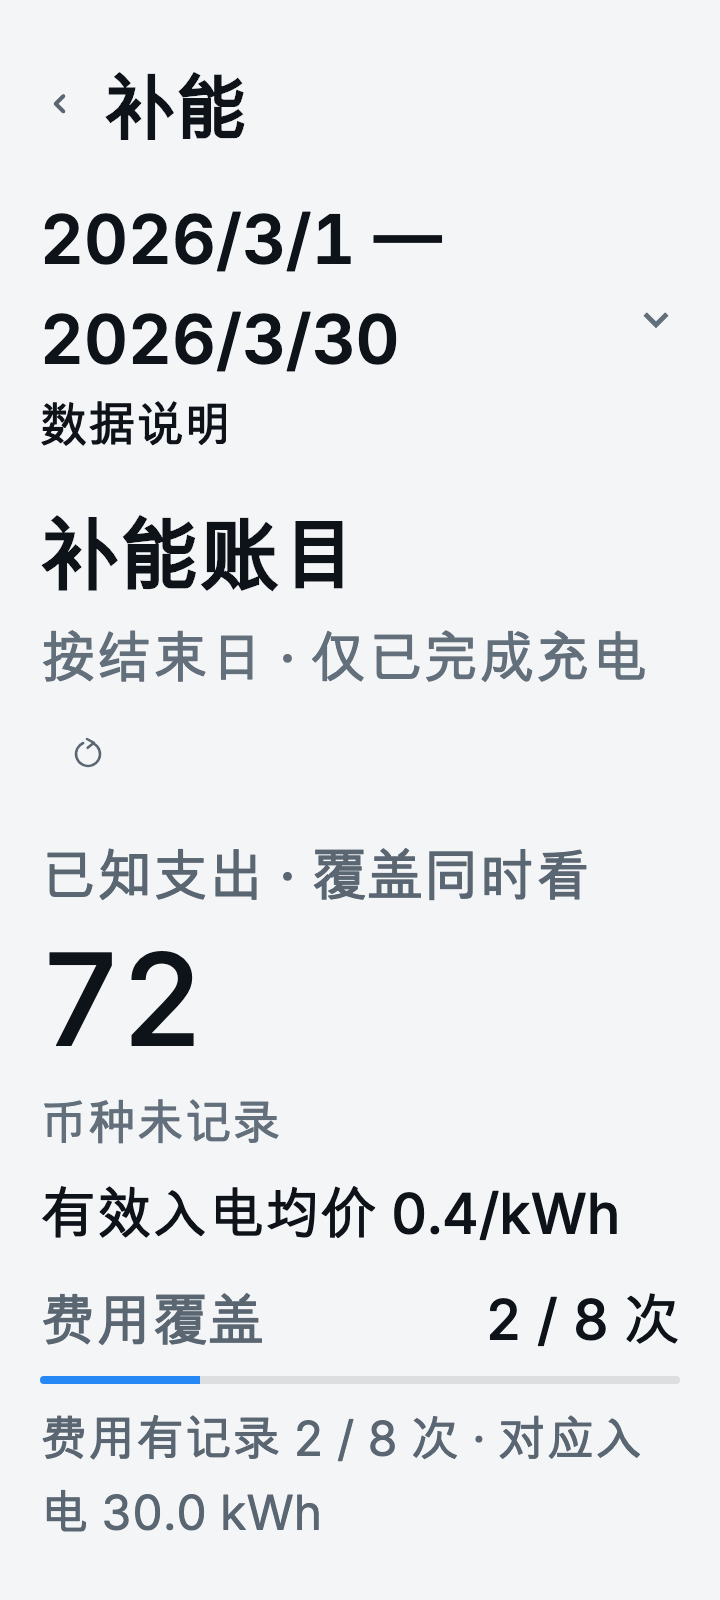 补能
2026/3/1 —
2026/3/30
数据说明
补能账目
按结束日 · 仅已完成充电
已知支出 · 覆盖同时看
72
币种未记录
有效入电均价 0.4/kWh
费用覆盖 2 / 8 次
费用有记录 2 / 8 次 · 对应入
电 30.0 kWh